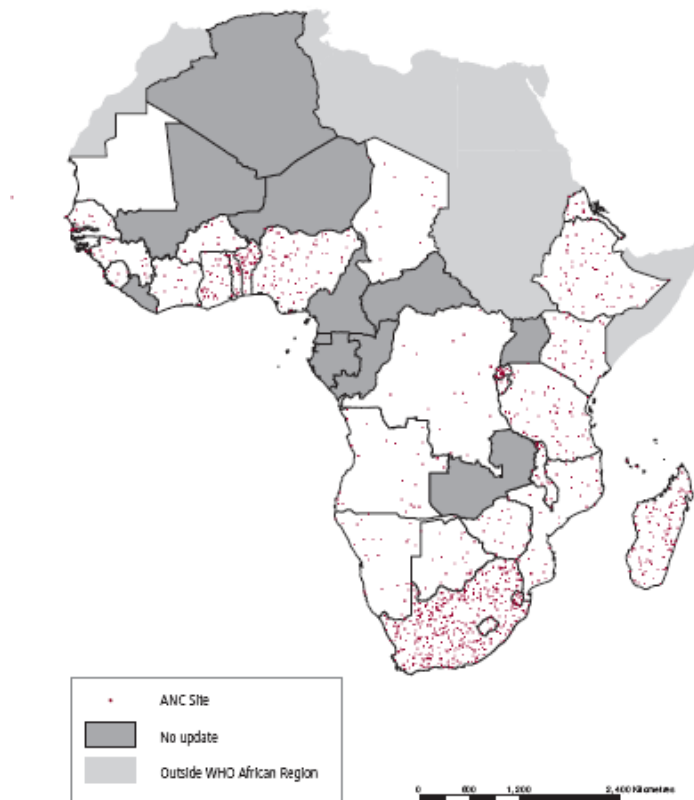 ANC Site
No update
Outside WHO African Region
0 600 1,200 2,400 Kilometres